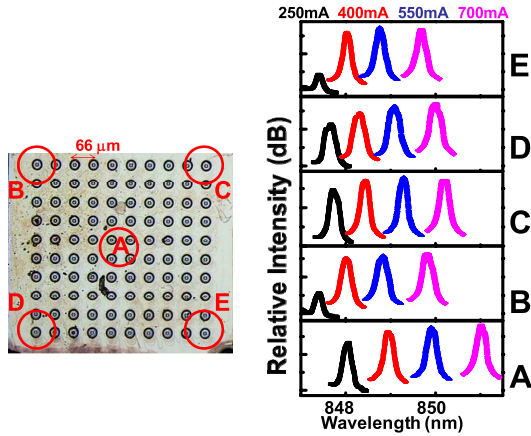 250mA 400mA 550mA 700mA
66 μm
B
C
A
D
E
Relative Intensity (dB)
E
D
C
B
A
848 850
Wavelength (nm)